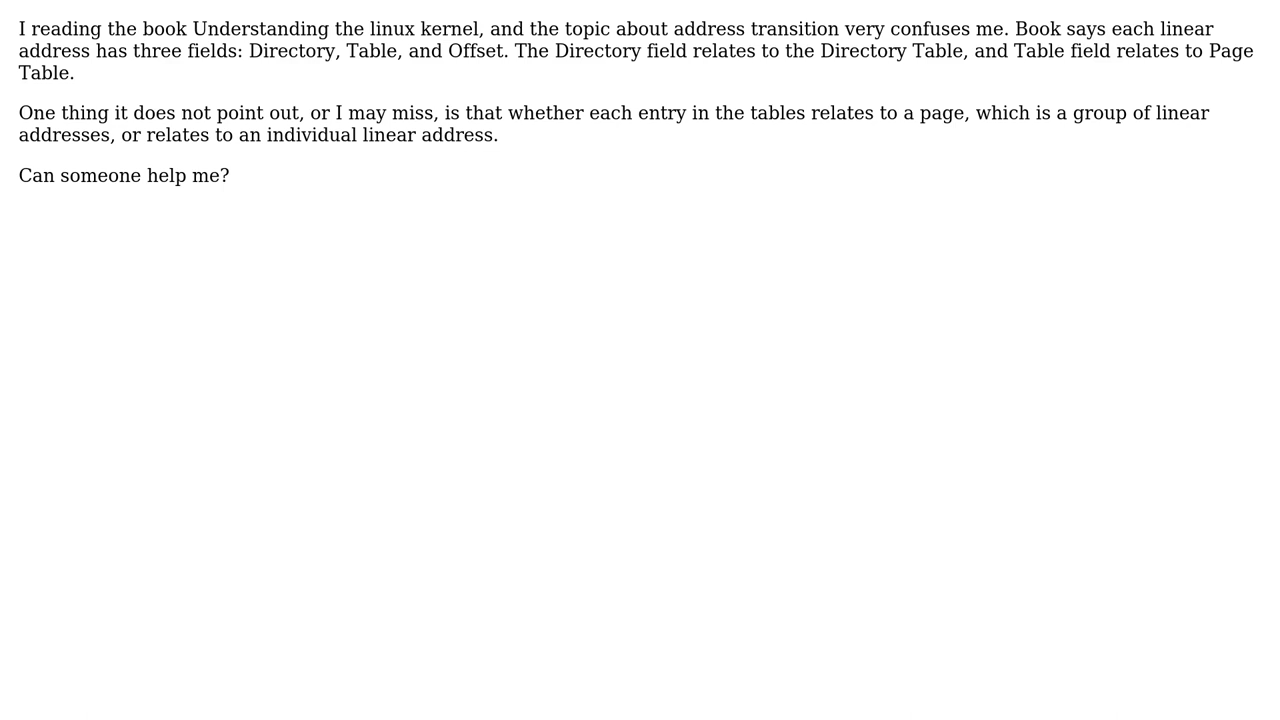 I reading the book Understanding the linux kernel, and the topic about address transition very confuses me. Book says each linear
address has three fields: Directory, Table, and Offset. The Directory field relates to the Directory Table, and Table field relates to Page
Table.
One thing it does not point out, or I may miss, is that whether each entry in the tables relates to a page, which is a group of linear
addresses, or relates to an individual linear address.
Can someone help me?